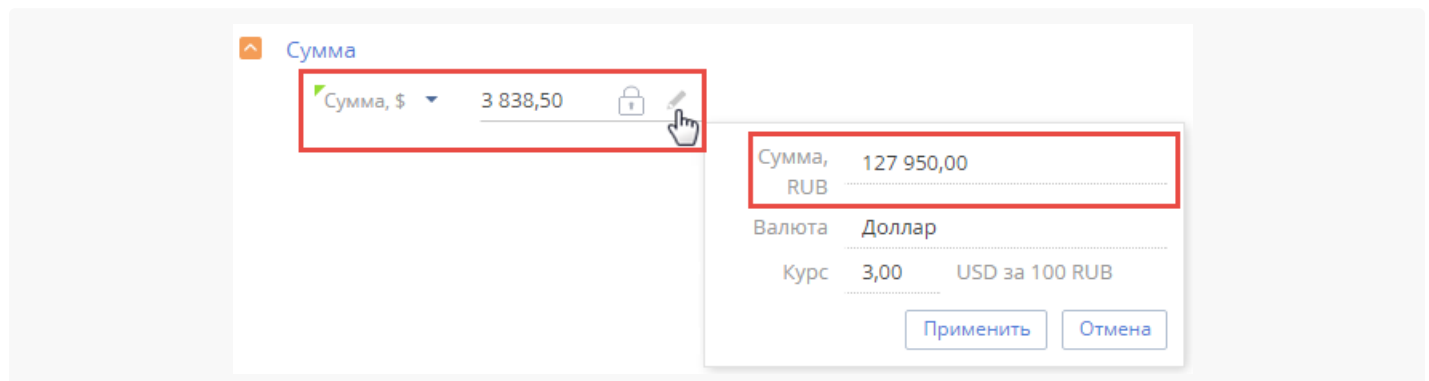 Сумма
Сумма, $ 3 838,50
Сумма, RUB 127 950,00
Валюта Доллар
Курс 3,00 USD за 100 RUB
Применить Отмена